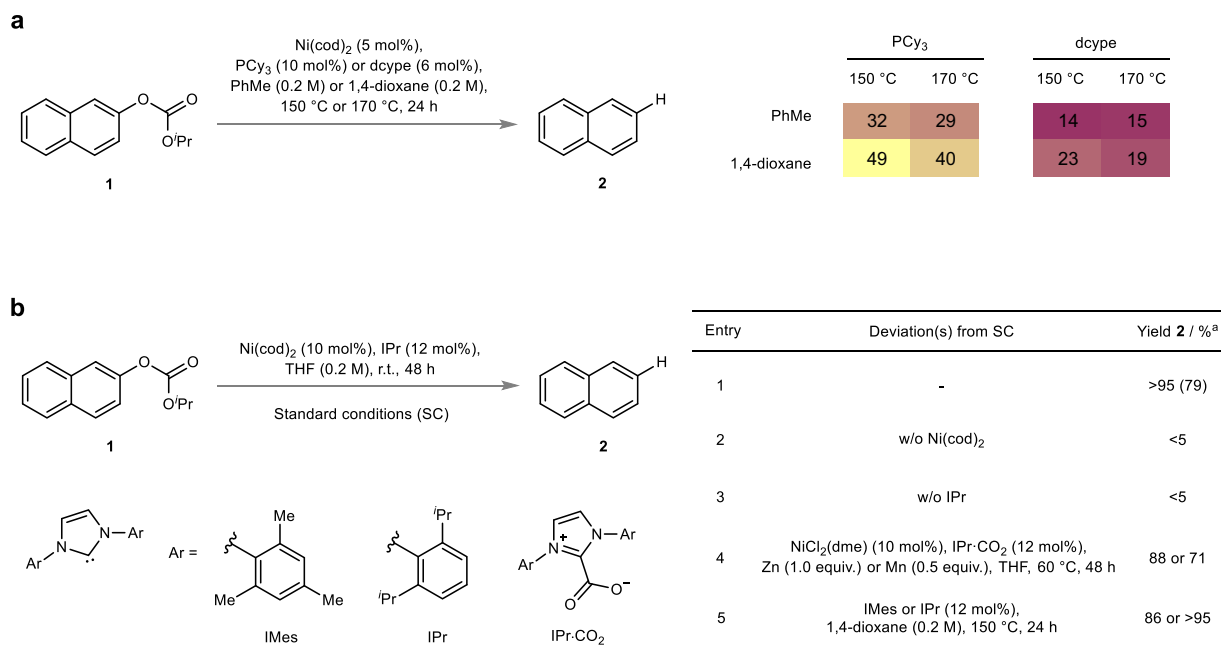 a
Ni(cod)₂ (5 mol%),
PCy₃ (10 mol%) or dcype (6 mol%),
PhMe (0.2 M) or 1,4-dioxane (0.2 M),
150 °C or 170 °C, 24 h
O
O
OⁱPr
1
H
2
PCy₃
dcype
150 °C
170 °C
150 °C
170 °C
PhMe
32
29
14
15
1,4-dioxane
49
40
23
19
b
Ni(cod)₂ (10 mol%), IPr (12 mol%),
THF (0.2 M), r.t., 48 h
Standard conditions (SC)
O
O
OⁱPr
1
H
2
N
Ar
N
Ar
Ar =
Me
Me
Me
IMes
ⁱPr
ⁱPr
IPr
N
Ar
N
+
Ar
O
O⁻
IPr·CO₂
Entry
Deviation(s) from SC
Yield 2 / %ᵃ
1
-
>95 (79)
2
w/o Ni(cod)₂
<5
3
w/o IPr
<5
4
NiCl₂(dme) (10 mol%), IPr·CO₂ (12 mol%),
Zn (1.0 equiv.) or Mn (0.5 equiv.), THF, 60 °C, 48 h
88 or 71
5
IMes or IPr (12 mol%),
1,4-dioxane (0.2 M), 150 °C, 24 h
86 or >95